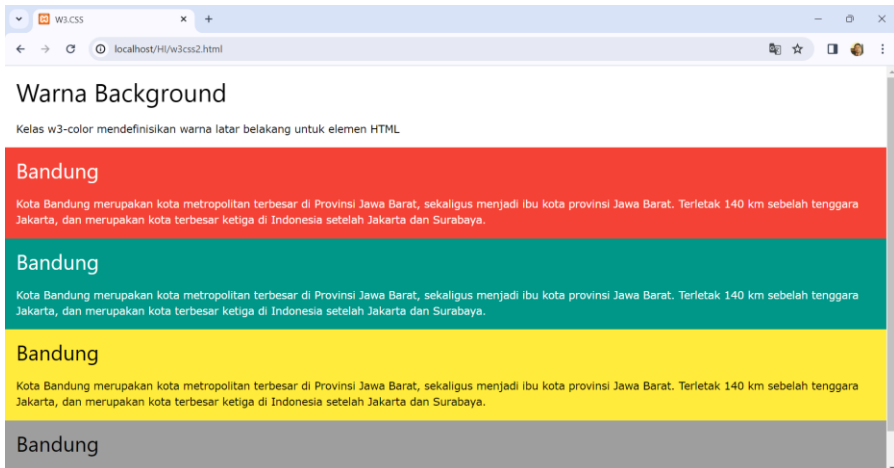 W3.CSS
localhost/HI/w3css2.html
Warna Background
Kelas w3-color mendefinisikan warna latar belakang untuk elemen HTML
Bandung
Kota Bandung merupakan kota metropolitan terbesar di Provinsi Jawa Barat, sekaligus menjadi ibu kota provinsi Jawa Barat. Terletak 140 km sebelah tenggara
Jakarta, dan merupakan kota terbesar ketiga di Indonesia setelah Jakarta dan Surabaya.
Bandung
Kota Bandung merupakan kota metropolitan terbesar di Provinsi Jawa Barat, sekaligus menjadi ibu kota provinsi Jawa Barat. Terletak 140 km sebelah tenggara
Jakarta, dan merupakan kota terbesar ketiga di Indonesia setelah Jakarta dan Surabaya.
Bandung
Kota Bandung merupakan kota metropolitan terbesar di Provinsi Jawa Barat, sekaligus menjadi ibu kota provinsi Jawa Barat. Terletak 140 km sebelah tenggara
Jakarta, dan merupakan kota terbesar ketiga di Indonesia setelah Jakarta dan Surabaya.
Bandung